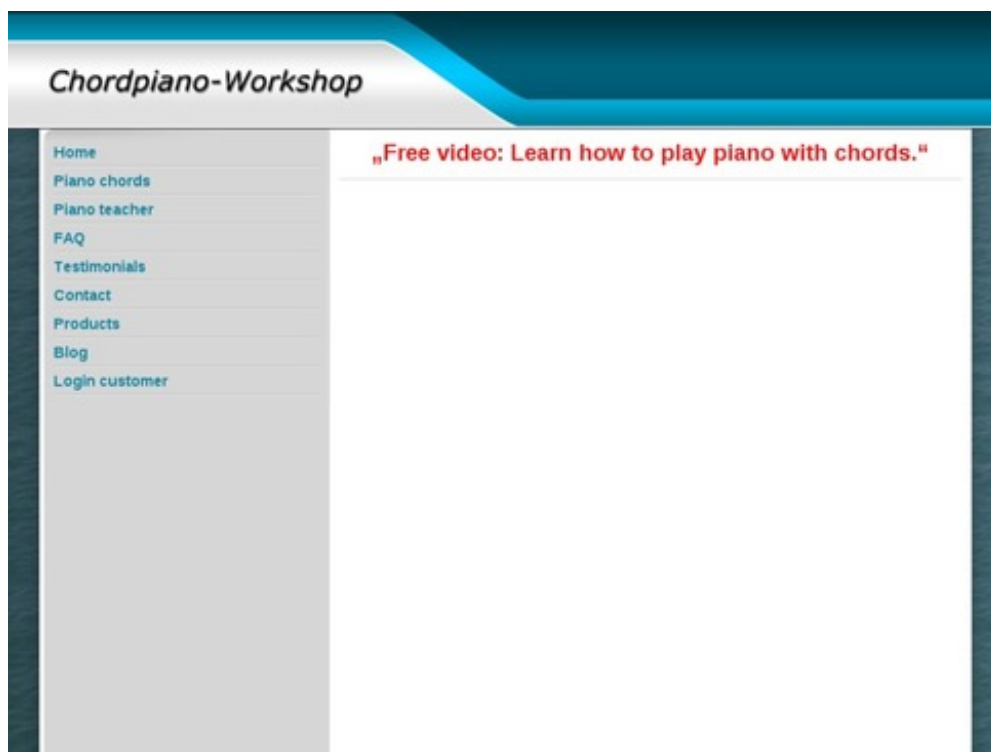 Chordpiano-Workshop
Home
Piano chords
Piano teacher
FAQ
Testimonials
Contact
Products
Blog
Login customer
„Free video: Learn how to play piano with chords.“